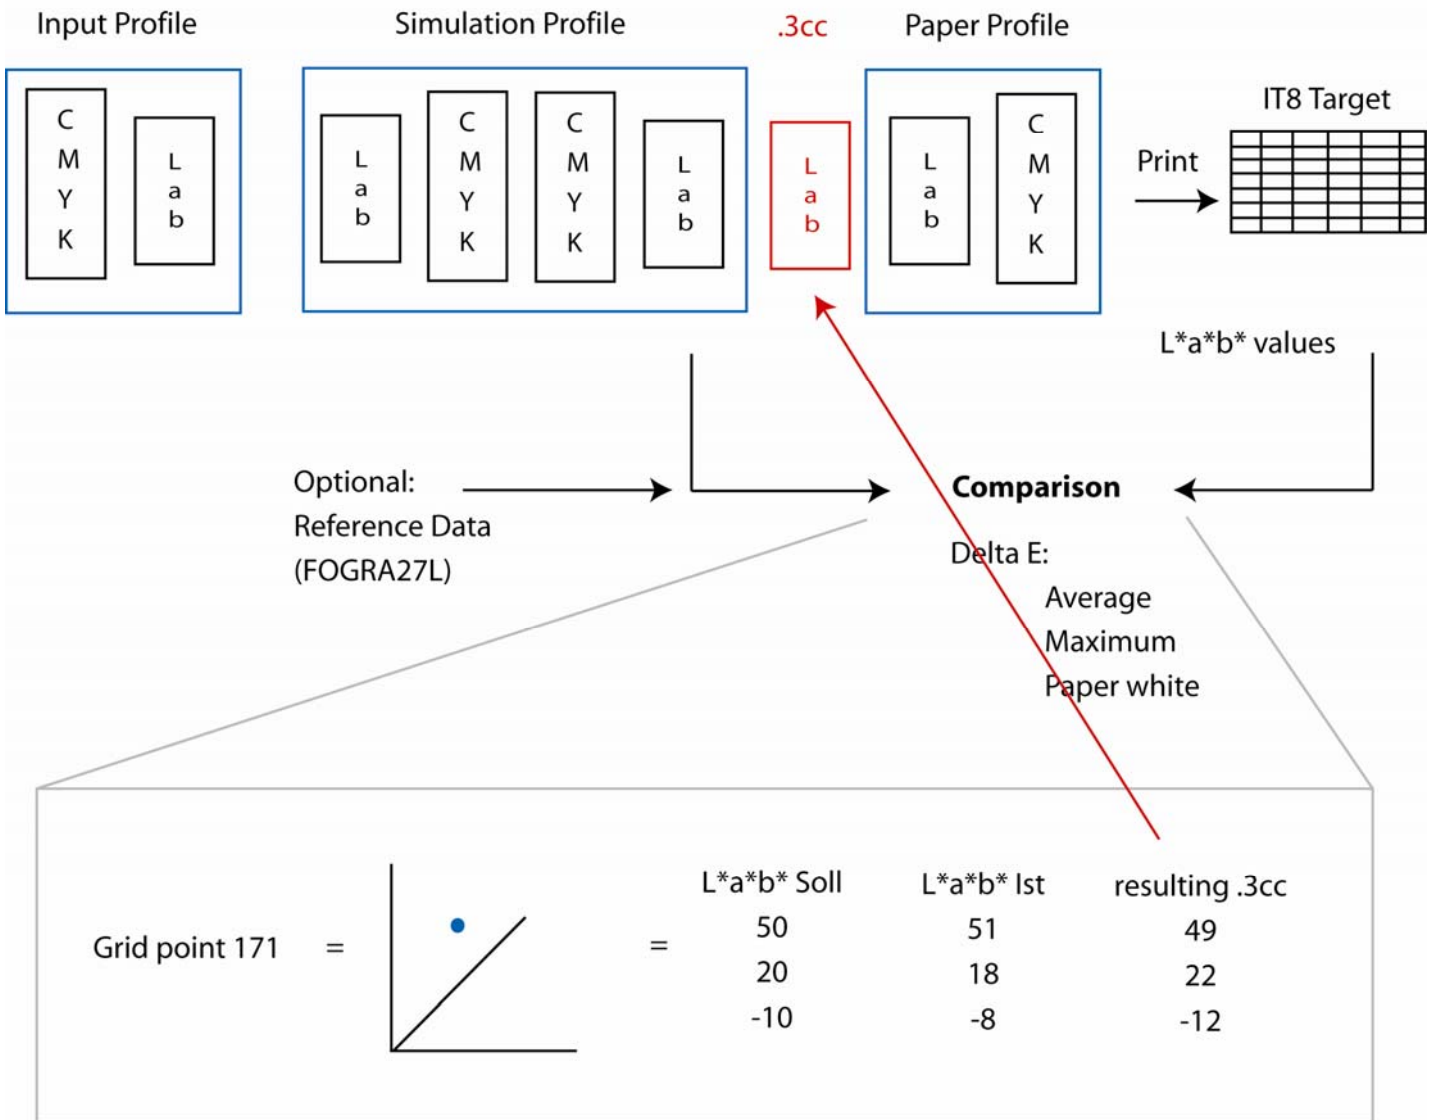 Input Profile
Simulation Profile
.3cc
Paper Profile
C
M
Y
K
L
a
b
L
a
b
C
M
Y
K
C
M
Y
K
L
a
b
L
a
b
L
a
b
C
M
Y
K
IT8 Target
Print
L*a*b* values
Optional:
Reference Data
(FOGRA27L)
Comparison
Delta E:
Average
Maximum
Paper white
Grid point 171 = =
L*a*b* Soll L*a*b* Ist resulting .3cc
50 51 49
20 18 22
-10 -8 -12